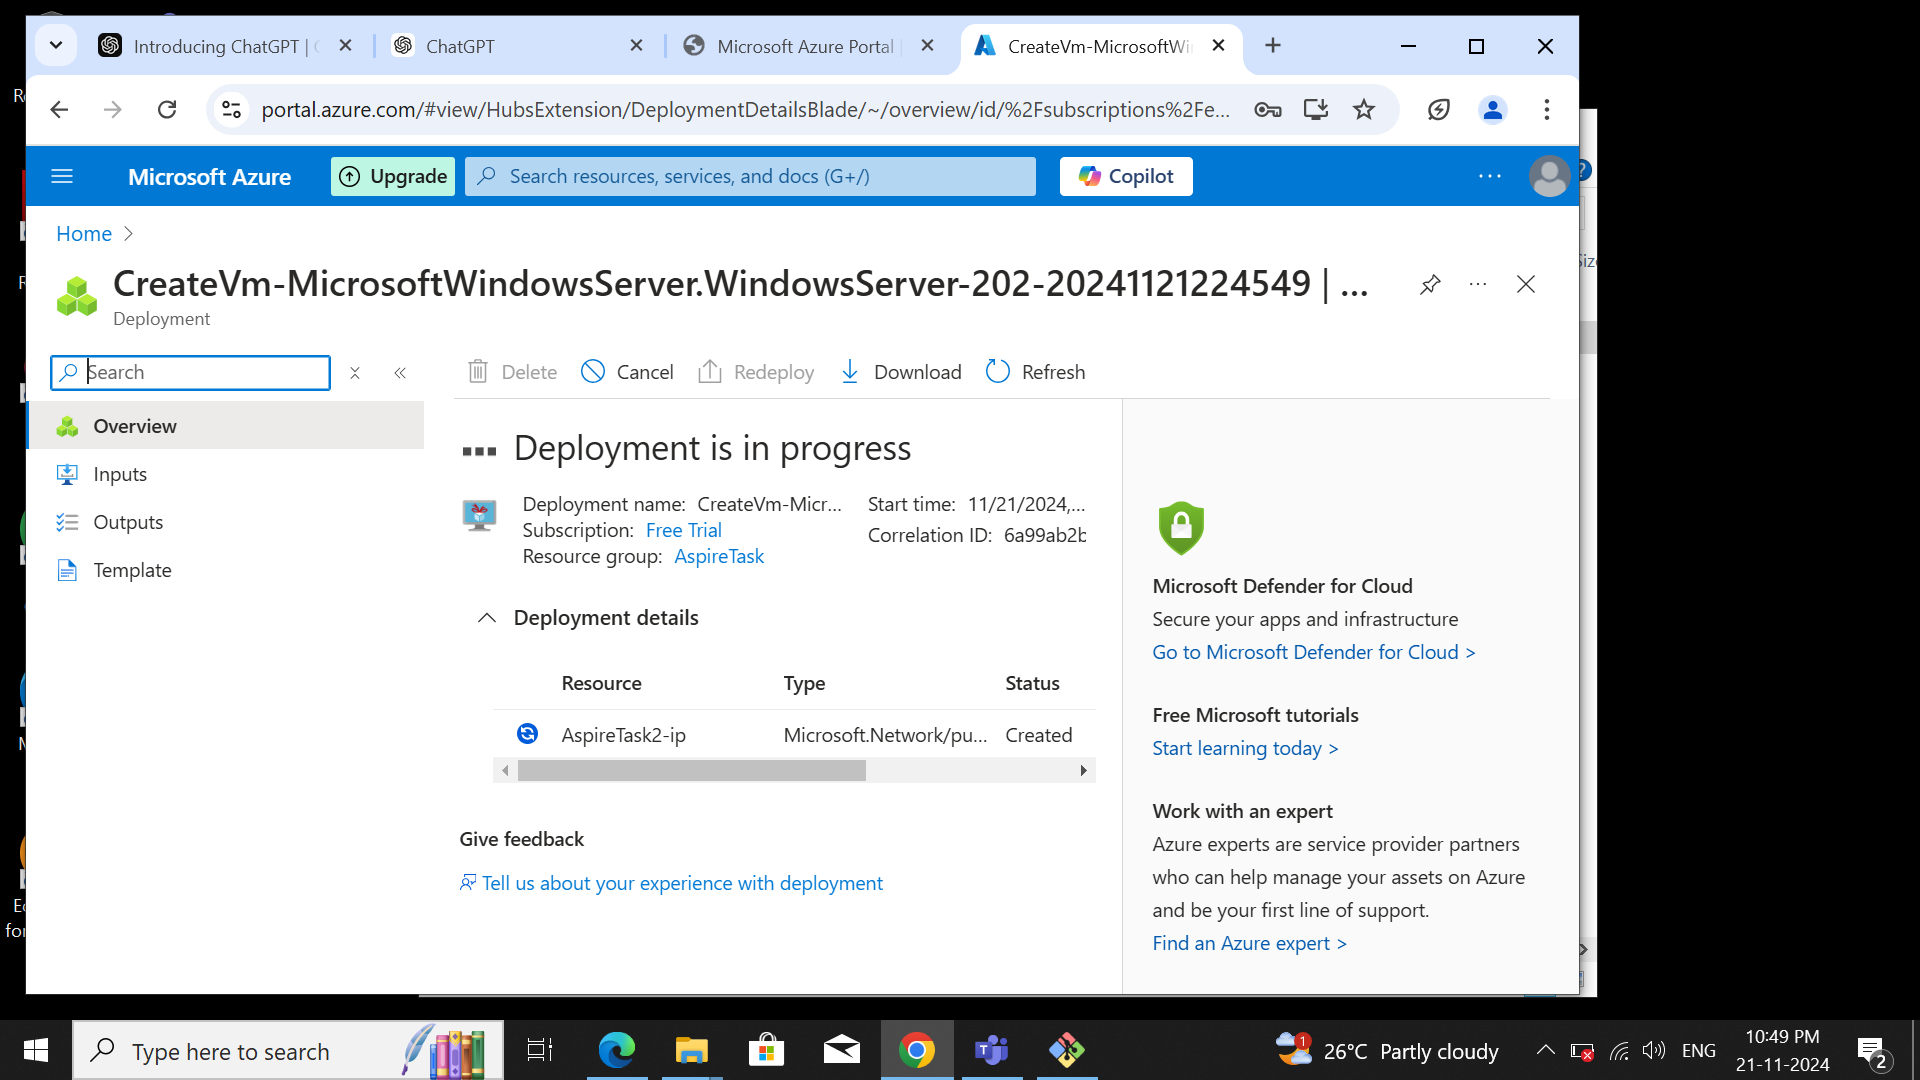 Introducing ChatGPT |
ChatGPT
Microsoft Azure Portal
CreateVm-MicrosoftWi
portal.azure.com/#view/HubsExtension/DeploymentDetailsBlade/~/overview/id/%2Fsubscriptions%2Fe...
Microsoft Azure
Upgrade
Search resources, services, and docs (G+/)
Copilot
Home
CreateVm-MicrosoftWindowsServer.WindowsServer-202-20241121224549 | ...
Deployment
Search
Delete
Cancel
Redeploy
Download
Refresh
Overview
Inputs
Outputs
Template
Deployment is in progress
Deployment name: CreateVm-Micr...
Subscription: Free Trial
Resource group: AspireTask
Start time: 11/21/2024,...
Correlation ID: 6a99ab2b
Deployment details
Resource Type Status
AspireTask2-ip Microsoft.Network/pu... Created
Give feedback
Tell us about your experience with deployment
Microsoft Defender for Cloud
Secure your apps and infrastructure
Go to Microsoft Defender for Cloud >
Free Microsoft tutorials
Start learning today >
Work with an expert
Azure experts are service provider partners
who can help manage your assets on Azure
and be your first line of support.
Find an Azure expert >
Type here to search
1
26°C Partly cloudy
ENG
10:49 PM
21-11-2024
2